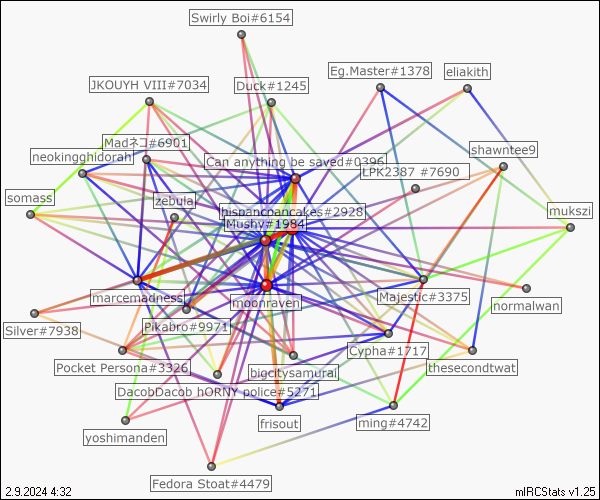 Swirly Boi#6154
Eg.Master#1378
eliakith
JKOUYH VIII#7034
Duck#1245
Madネコ#6901
shawntee9
neokingghidorah
Can anything be saved#0396
LPK2387 #7690
somass
zebula
hispancpancakes#2928
mukszi
Mushy#1984
marcemadness
moonraven
Majestic#3375
normalwan
Silver#7938
Pikabro#9971
Cypha#1717
Pocket Persona#3326
bigcitysamurai
thesecondtwat
DacobDacob hORNY police#5271
yoshimanden
frisout
ming#4742
Fedora Stoat#4479
2.9.2024 4:32
mIRCStats v1.25